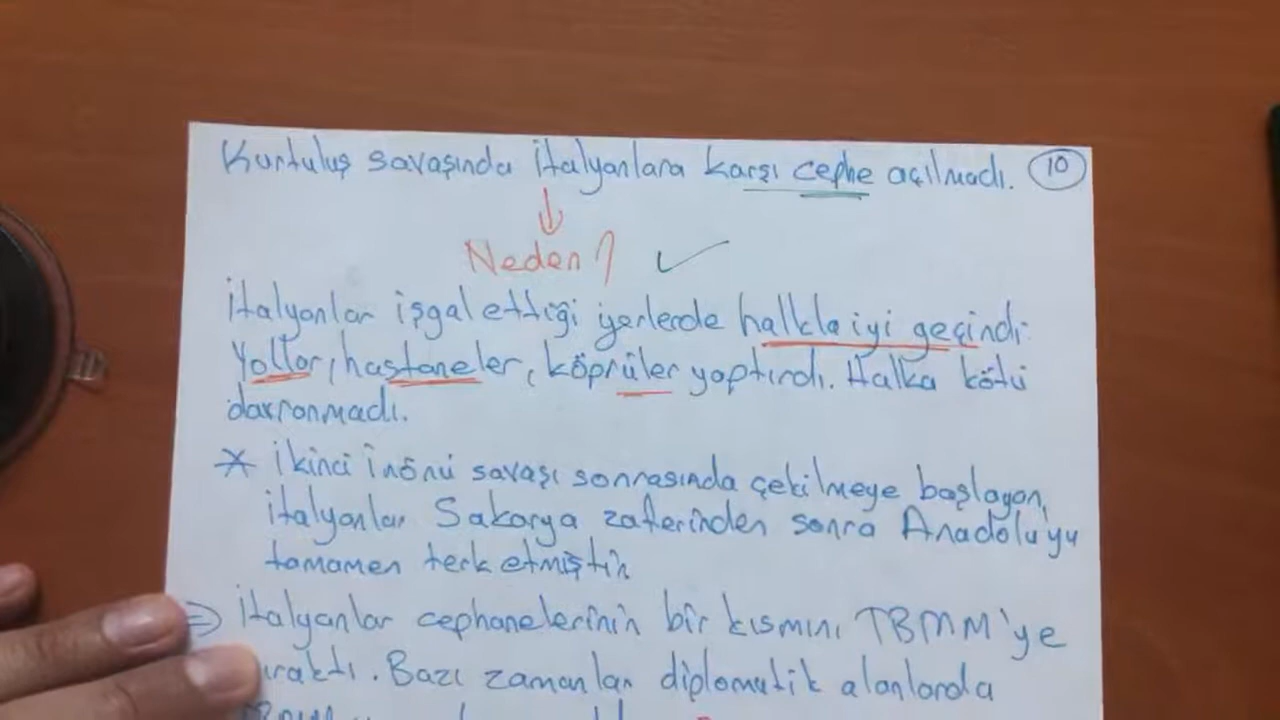 Kurtuluş savaşında İtalyanlara karşı cephe açılmadı. 10
Neden?
İtalyanlar işgal ettiği yerlerde halkla iyi geçindi.
Yollar, hastaneler, köprüler yaptırdı. Halka kötü
davranmadı.
* İkinci İnönü savaşı sonrasında çekilmeye başlayan,
İtalyanlar Sakarya zaferinden sonra Anadolu'yu
tamamen terk etmiştir
⇒ İtalyanlar cephanelerinin bir kısmını TBMM'ye
ıraktı. Bazı zamanlar diplomatik alanlarda